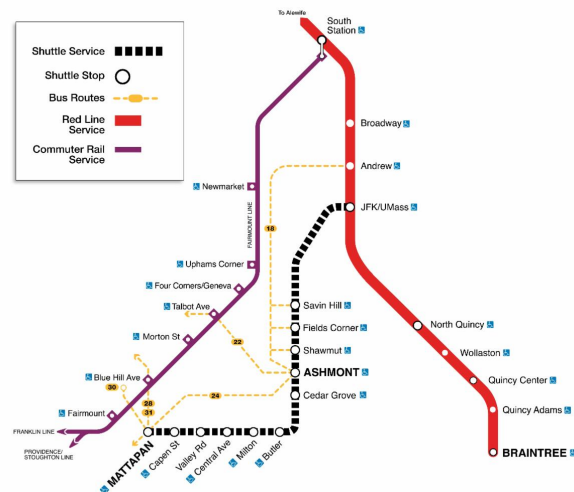 To Alewife
South
Station
Shuttle Service
Shuttle Stop
Bus Routes
Red Line
Service
Commuter Rail
Service
Broadway
Andrew
Newmarket
JFK/UMass
FAIRMOUNT LINE
18
Uphams Corner
Four Corners/Geneva
Talbot Ave
Savin Hill
Fields Corner
North Quincy
Morton St
22
Shawmut
Wollaston
ASHMONT
Blue Hill Ave
30
Quincy Center
24
Cedar Grove
28
31
Fairmount
Quincy Adams
FRANKLIN LINE
PROVIDENCE/
STOUGHTON LINE
MATTAPAN
Capen St
Valley Rd
Central Ave
Milton
Butler
BRAINTREE